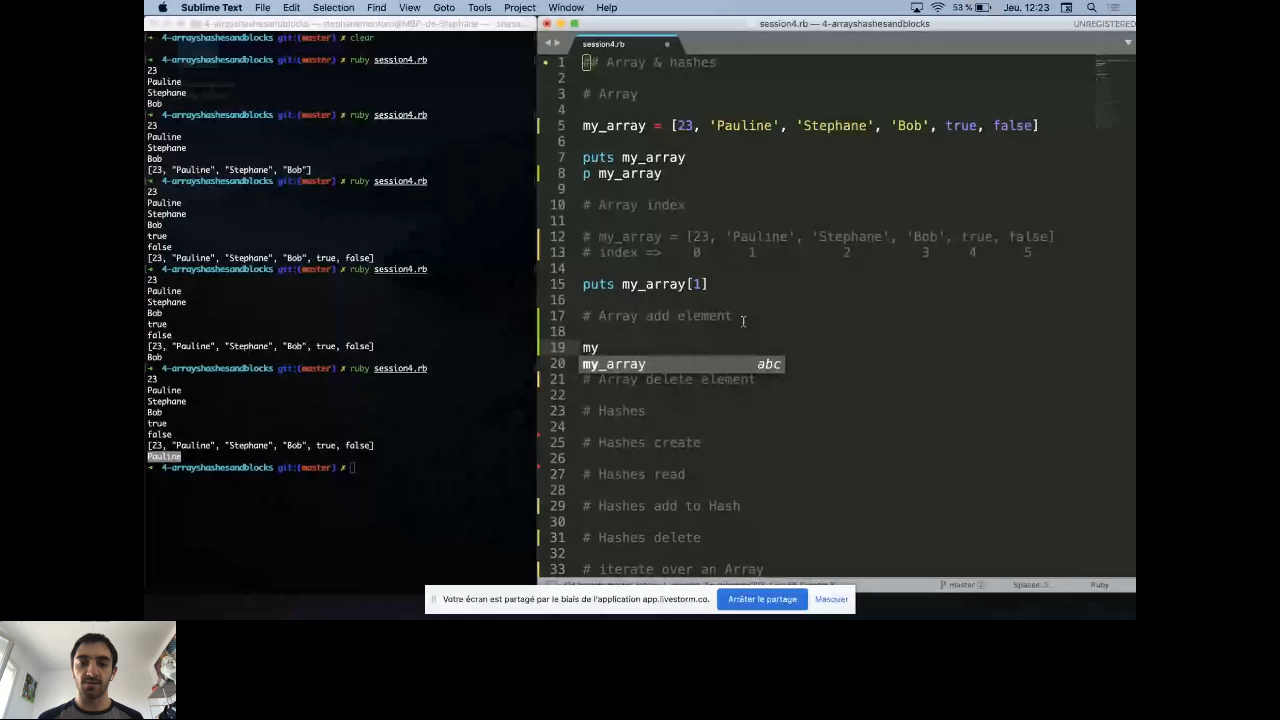 Sublime Text File Edit Selection Find View Goto Tools Project Window Help 53 % Jeu. 12:23
session4.rb — 4-arrayshashesandblocks UNREGISTERED
4-arrayshashesandblocks git:(master) ✗ clear
4-arrayshashesandblocks git:(master) ✗ ruby session4.rb
23
Pauline
Stephane
Bob
4-arrayshashesandblocks git:(master) ✗ ruby session4.rb
23
Pauline
Stephane
Bob
[23, "Pauline", "Stephane", "Bob"]
4-arrayshashesandblocks git:(master) ✗ ruby session4.rb
23
Pauline
Stephane
Bob
true
false
[23, "Pauline", "Stephane", "Bob", true, false]
4-arrayshashesandblocks git:(master) ✗ ruby session4.rb
23
Pauline
Stephane
Bob
true
false
[23, "Pauline", "Stephane", "Bob", true, false]
Bob
4-arrayshashesandblocks git:(master) ✗ ruby session4.rb
23
Pauline
Stephane
Bob
true
false
[23, "Pauline", "Stephane", "Bob", true, false]
Pauline
4-arrayshashesandblocks git:(master) ✗
session4.rb
1 ## Array & hashes
2
3 # Array
4
5 my_array = [23, 'Pauline', 'Stephane', 'Bob', true, false]
6
7 puts my_array
8 p my_array
9
10 # Array index
11
12 # my_array = [23, 'Pauline', 'Stephane', 'Bob', true, false]
13 # index => 0 1 2 3 4 5
14
15 puts my_array[1]
16
17 # Array add element
18
19 my
20 my_array abc
21 # Array delete element
22
23 # Hashes
24
25 # Hashes create
26
27 # Hashes read
28
29 # Hashes add to Hash
30
31 # Hashes delete
32
33 # iterate over an Array
master Spaces: Ruby
Votre écran est partagé par le biais de l'application app.livestorm.co. Arrêter le partage Masquer